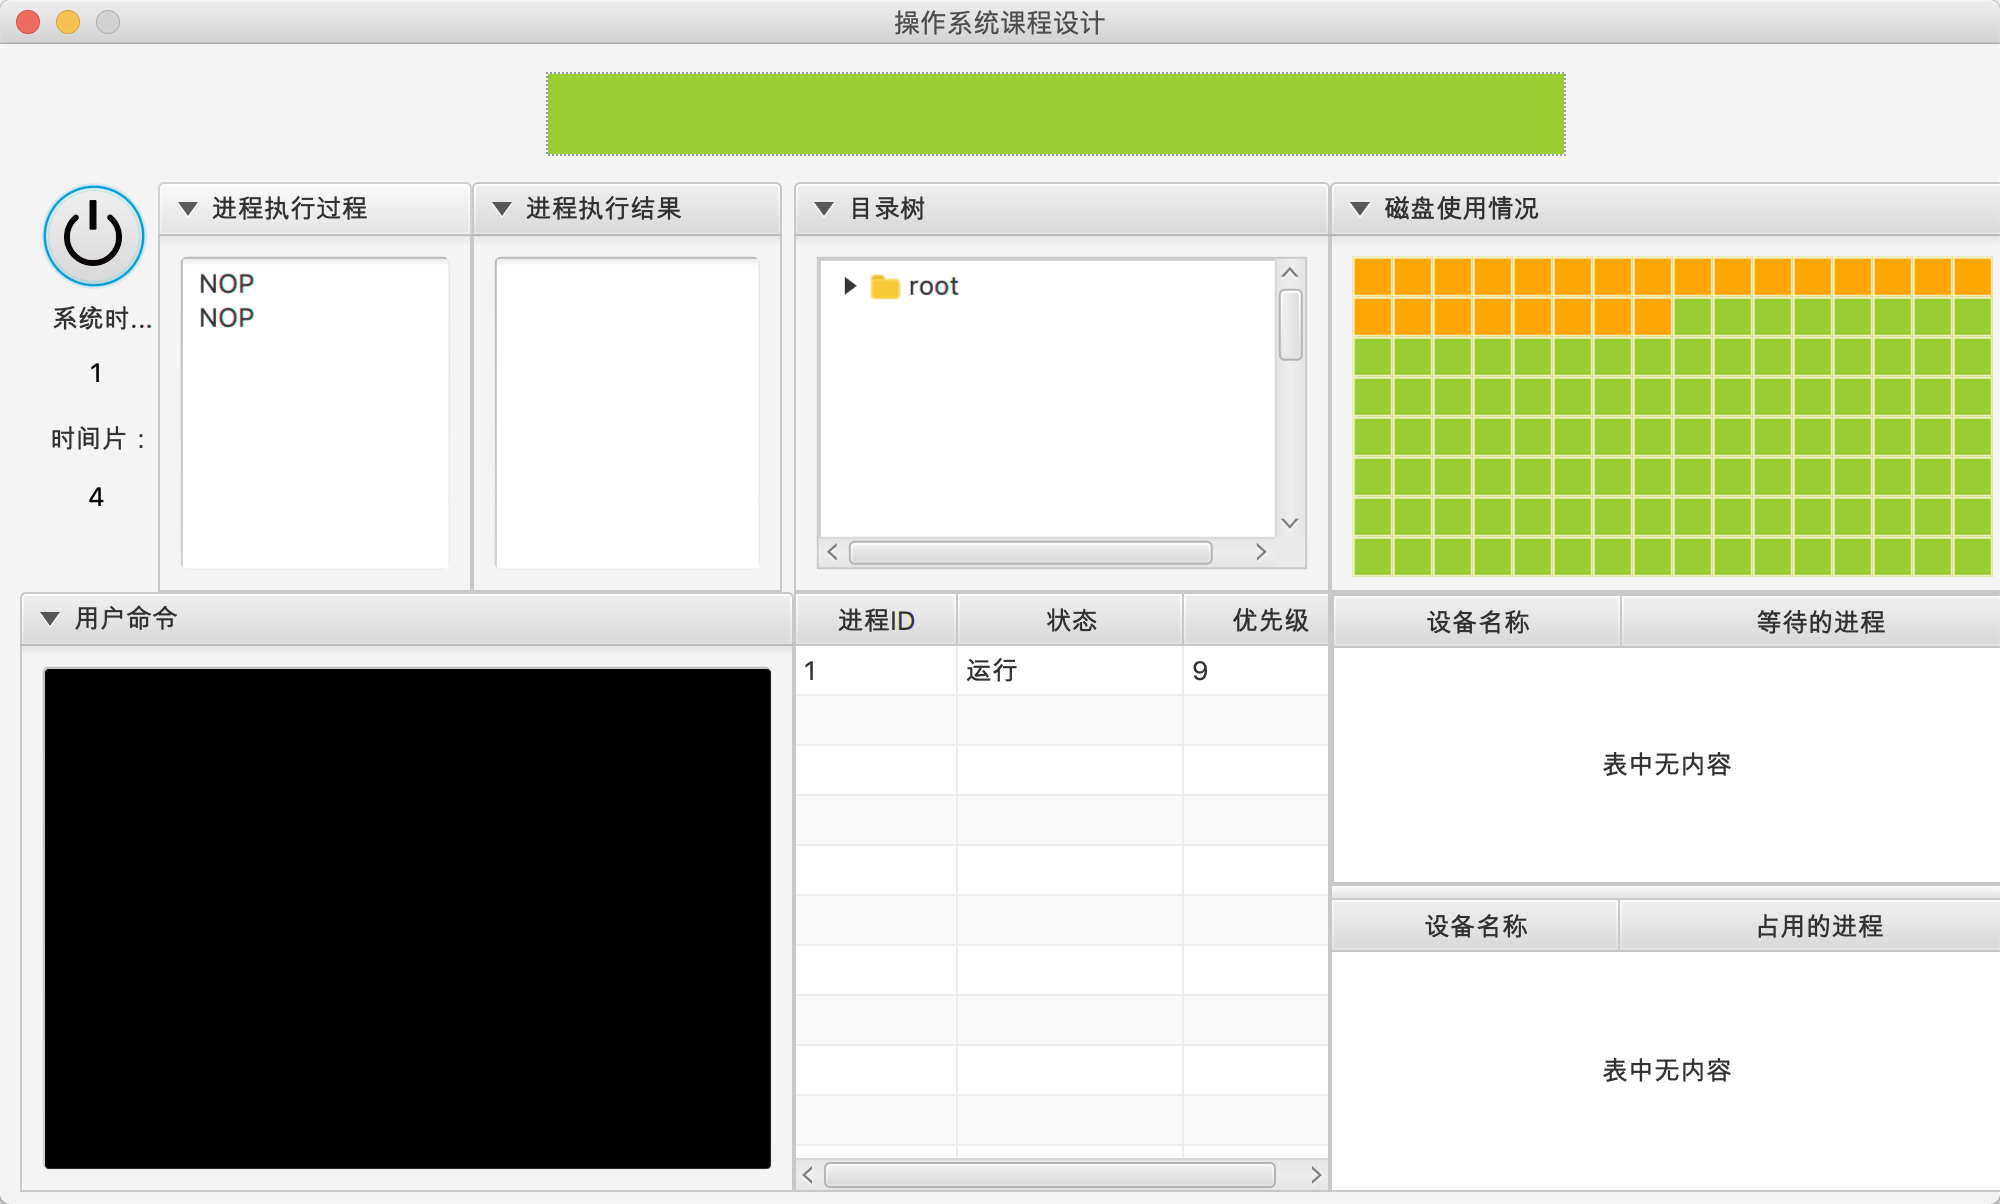 操作系统课程设计
进程执行过程
进程执行结果
目录树
磁盘使用情况
NOP
NOP
root
系统时...
1
时间片：
4
用户命令
进程ID 状态 优先级
1 运行 9
设备名称 等待的进程
表中无内容
设备名称 占用的进程
表中无内容